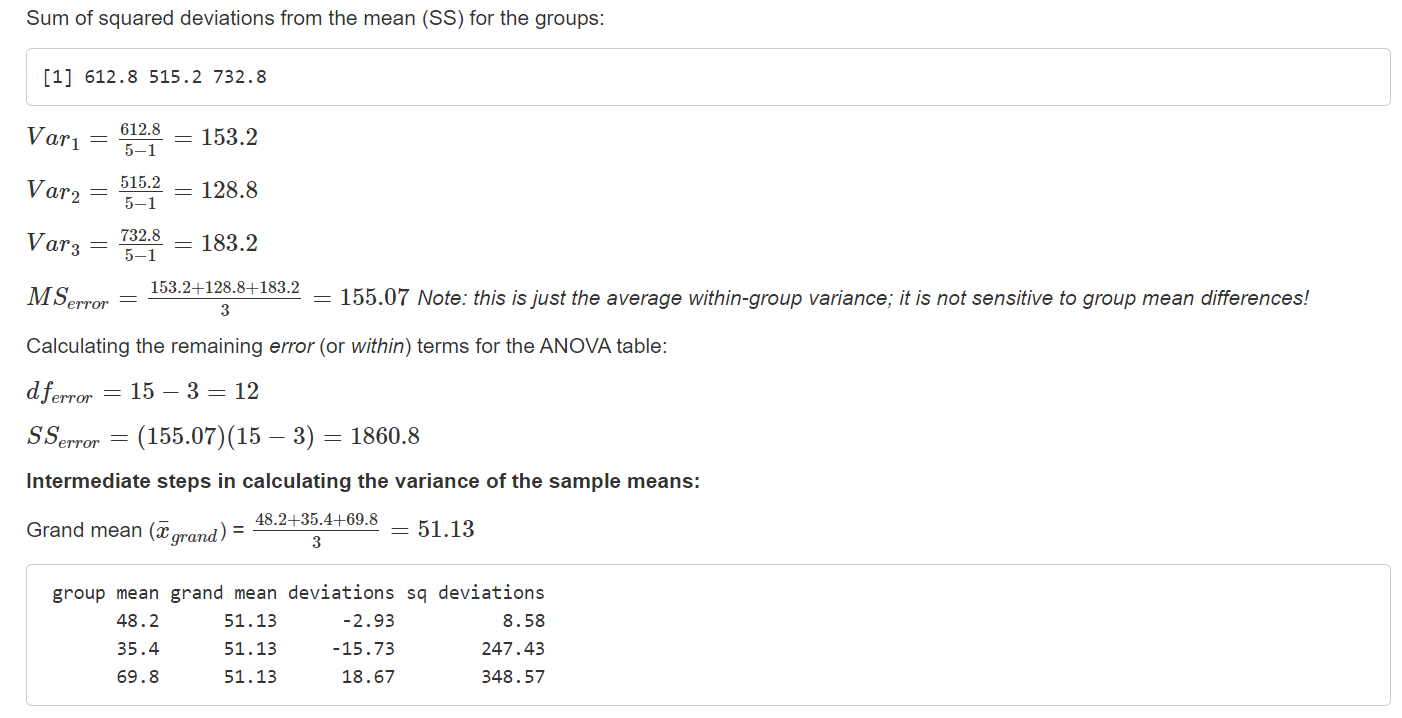 Sum of squared deviations from the mean (SS) for the groups:
[1] 612.8 515.2 732.8
Var₁ = 612.8/(5−1) = 153.2
Var₂ = 515.2/(5−1) = 128.8
Var₃ = 732.8/(5−1) = 183.2
MS_error = (153.2+128.8+183.2)/3 = 155.07 Note: this is just the average within-group variance; it is not sensitive to group mean differences!
Calculating the remaining error (or within) terms for the ANOVA table:
df_error = 15 − 3 = 12
SS_error = (155.07)(15 − 3) = 1860.8
Intermediate steps in calculating the variance of the sample means:
Grand mean (x̄_grand) = (48.2+35.4+69.8)/3 = 51.13
group mean grand mean deviations sq deviations
48.2 51.13 -2.93 8.58
35.4 51.13 -15.73 247.43
69.8 51.13 18.67 348.57